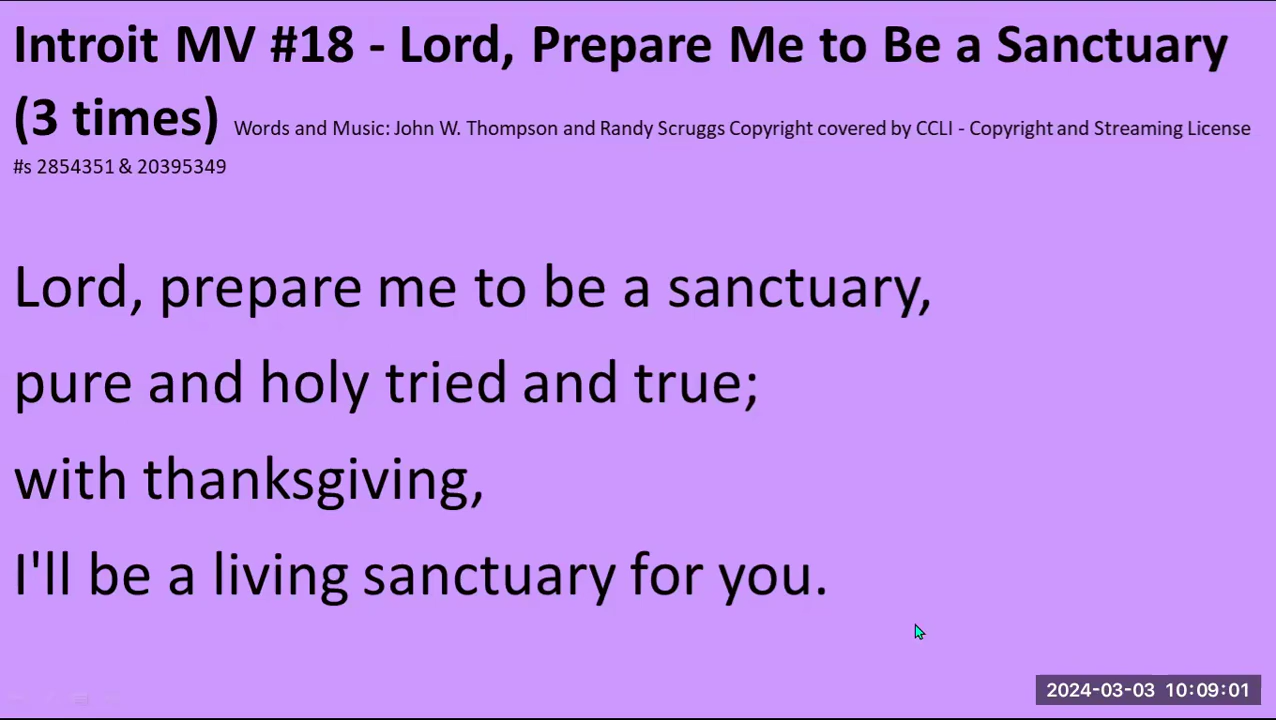 Introit MV #18 - Lord, Prepare Me to Be a Sanctuary
(3 times) Words and Music: John W. Thompson and Randy Scruggs Copyright covered by CCLI - Copyright and Streaming License
#s 2854351 & 20395349
Lord, prepare me to be a sanctuary,
pure and holy tried and true;
with thanksgiving,
I'll be a living sanctuary for you.
2024-03-03 10:09:01